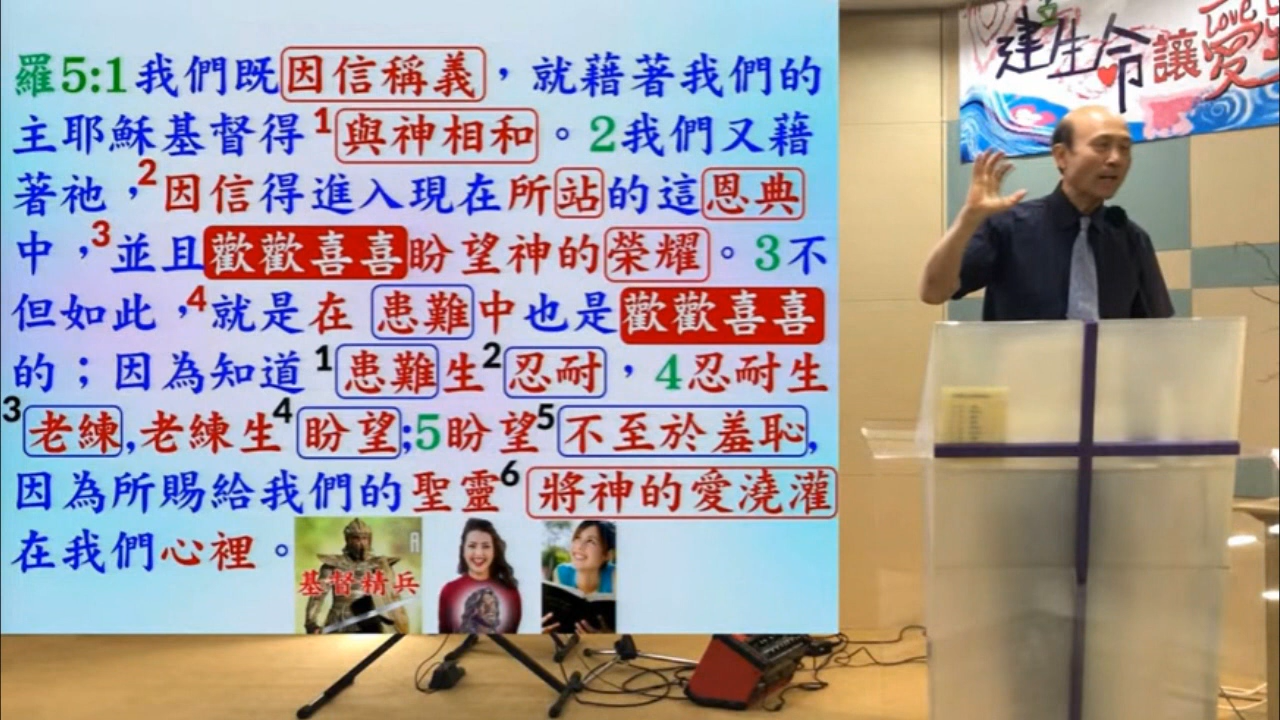 羅5:1我們既因信稱義，就藉著我們的
主耶穌基督得1與神相和。2我們又藉
著祂，2因信得進入現在所站的這恩典
中，3並且歡歡喜喜盼望神的榮耀。3不
但如此，4就是在 患難中也是歡歡喜喜
的；因為知道1患難生2忍耐，4忍耐生
3老練,老練生4盼望;5盼望5不至於羞恥,
因為所賜給我們的聖靈6將神的愛澆灌
在我們心裡。
基督精兵
建立生命讓愛
Love